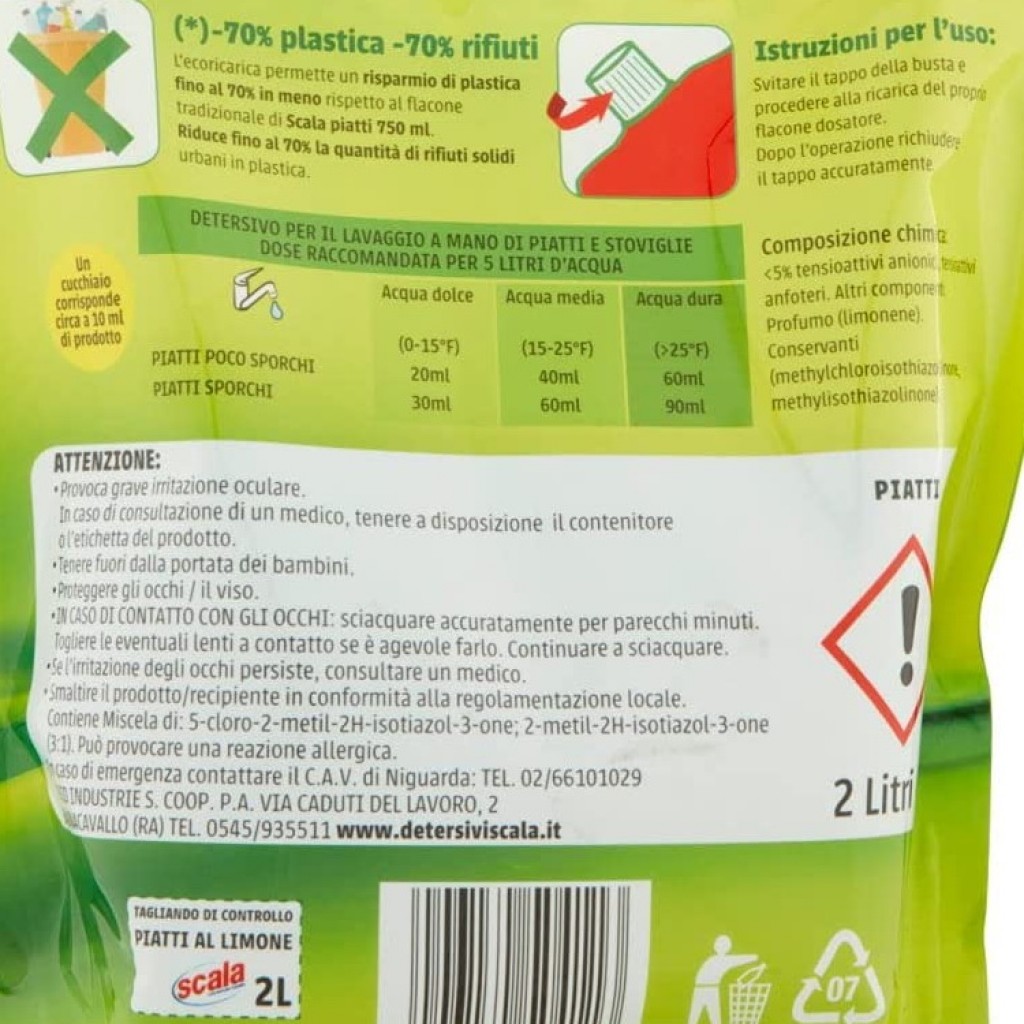 (*)-70% plastica -70% rifiuti
L'ecoricarica permette un risparmio di plastica
fino al 70% in meno rispetto al flacone
tradizionale di Scala piatti 750 ml.
Riduce fino al 70% la quantità di rifiuti solidi
urbani in plastica.
Istruzioni per l'uso:
Svitare il tappo della busta e
procedere alla ricarica del proprio
flacone dosatore.
Dopo l'operazione richiudere
il tappo accuratamente
Un
cucchiaio
corrisponde
circa a 10 ml
di prodotto
DETERSIVO PER IL LAVAGGIO A MANO DI PIATTI E STOVIGLIE
DOSE RACCOMANDATA PER 5 LITRI D'ACQUA
Acqua dolce Acqua media Acqua dura
(0-15°F) (15-25°F) (>25°F)
PIATTI POCO SPORCHI 20ml 40ml 60ml
PIATTI SPORCHI 30ml 60ml 90ml
Composizione
<5% tensioattivi
anfoteri. Altri
Profumo (limonene).
Conservanti
methylisothiazolinone
ATTENZIONE:
•Provoca grave irritazione oculare.
In caso di consultazione di un medico, tenere a disposizione il contenitore
o l'etichetta del prodotto.
•Tenere fuori dalla portata dei bambini.
•Proteggere gli occhi / il viso.
•IN CASO DI CONTATTO CON GLI OCCHI: sciacquare accuratamente per parecchi minuti.
Togliere le eventuali lenti a contatto se è agevole farlo. Continuare a sciacquare.
•Se l'irritazione degli occhi persiste, consultare un medico.
•Smaltire il prodotto/recipiente in conformità alla regolamentazione locale.
Contiene Miscela di: 5-cloro-2-metil-2H-isotiazol-3-one; 2-metil-2H-isotiazol-3-one
(3:1). Può provocare una reazione allergica.
caso di emergenza contattare il C.A.V. di Niguarda: TEL. 02/66101029
INDUSTRIE S. COOP. P.A. VIA CADUTI DEL LAVORO, 2
(RA) TEL. 0545/935511 www.detersiviscala.it
PIATTI
2 Litri
TAGLIANDO DI CONTROLLO
PIATTI AL LIMONE
scala 2L
07